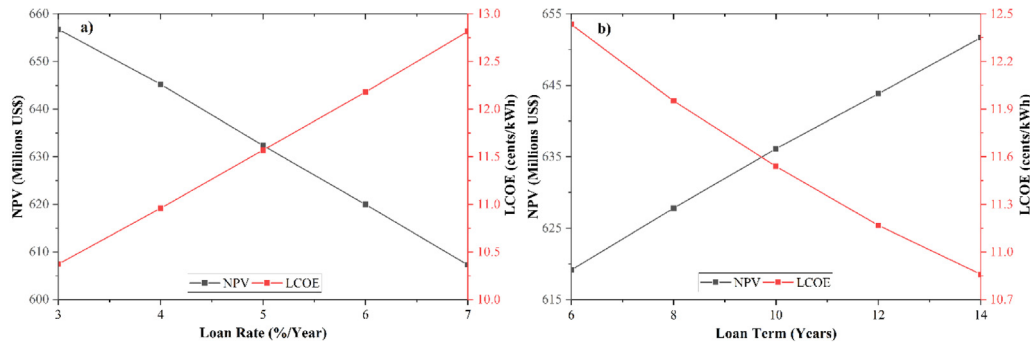 a)
NPV (Millions US$)
660
650
640
630
620
610
600
13.0
12.5
12.0
11.5
11.0
10.5
10.0
LCOE (cents/kWh)
NPV LCOE
3 4 5 6 7
Loan Rate (%/Year)
b)
NPV (Millions US$)
655
645
635
625
615
12.5
12.2
11.9
11.6
11.3
11.0
10.7
LCOE (cents/kWh)
NPV LCOE
6 8 10 12 14
Loan Term (Years)